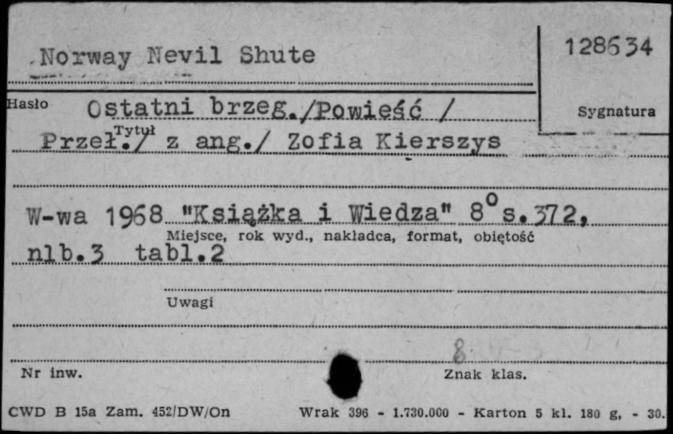 Norway Nevil Shute
128634
Hasło
Ostatni brzeg./Powieść /
Sygnatura
Tytuł
Przeł./ z ang./ Zofia Kierszys
W-wa 1968 "Książka i Wiedza" 8° s.372,
Miejsce, rok wyd., nakładca, format, objętość
nlb.3 tabl.2
Uwagi
8
Nr inw.
Znak klas.
CWD B 15a Zam. 452/DW/On
Wrak 396 - 1.730.000 - Karton 5 kl. 180 g, - 30.